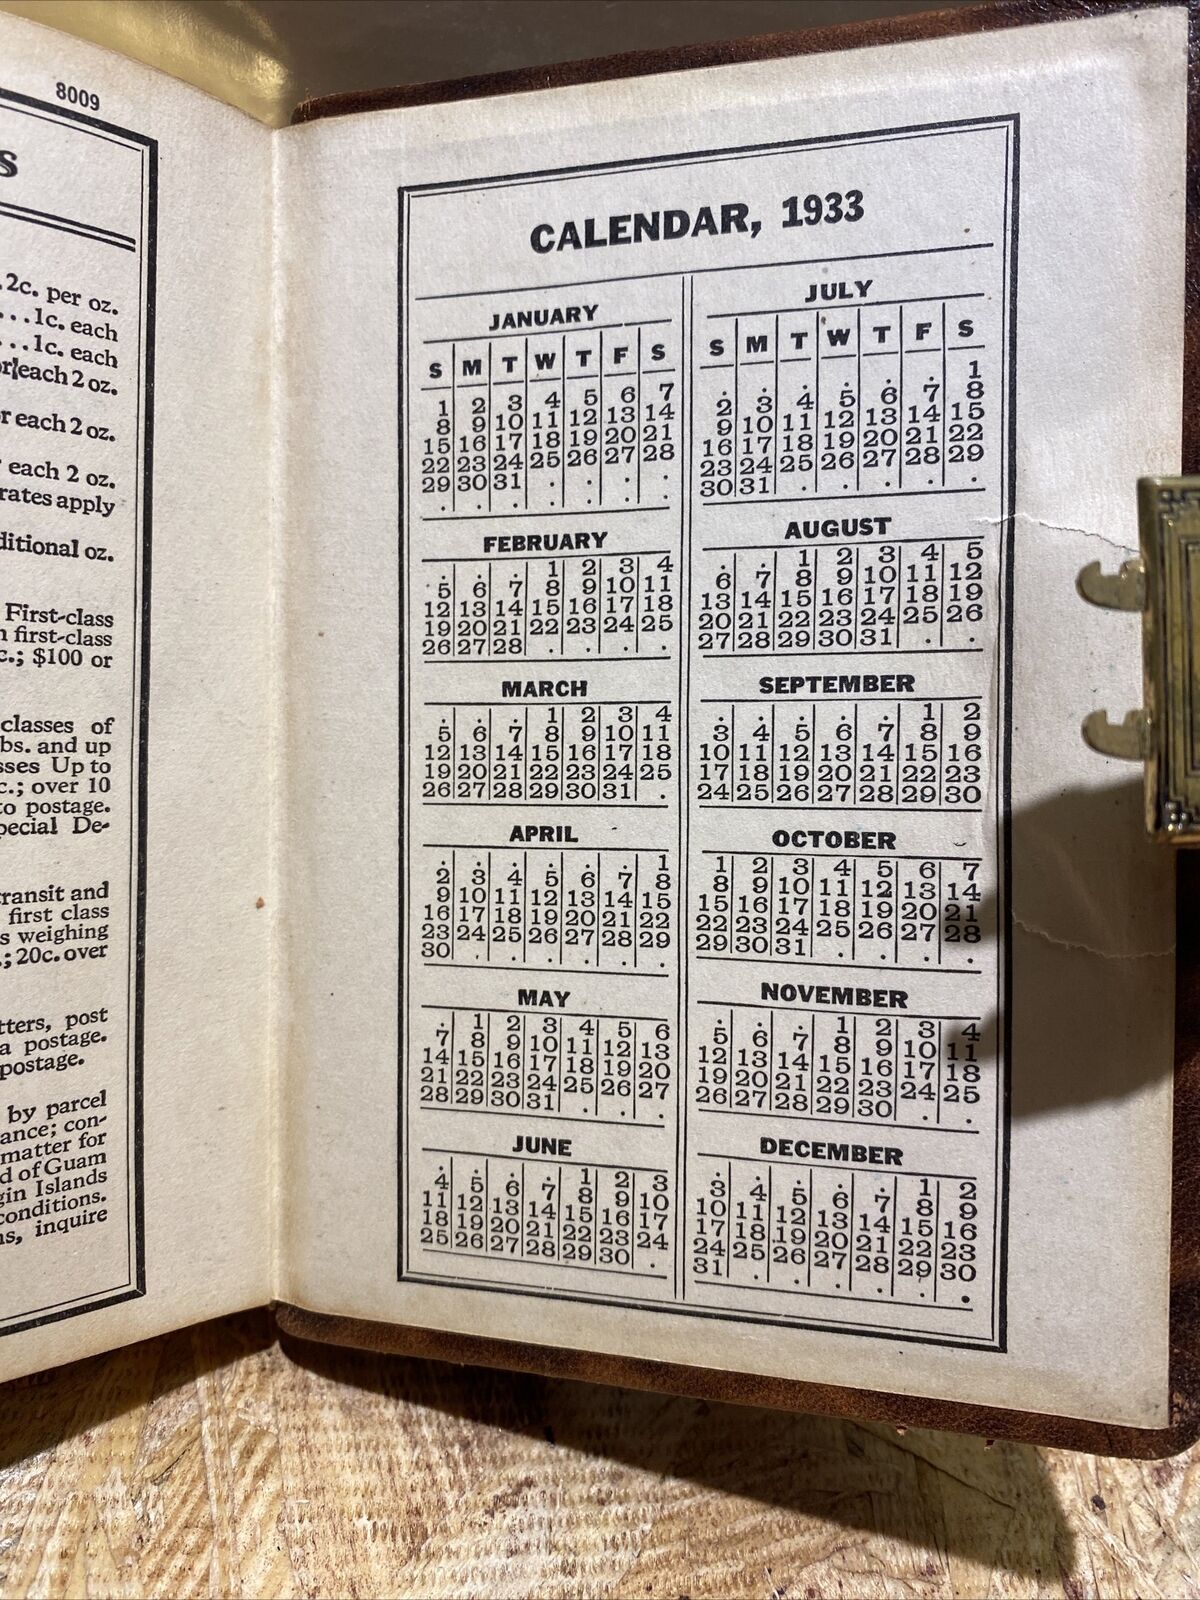 8009
s
.2c. per oz.
...1c. each
...1c. each
each 2 oz.
r each 2 oz.
each 2 oz.
rates apply
ditional oz.
First-class
n first-class
c.; $100 or
classes of
bs. and up
sses Up to
c.; over 10
to postage.
pecial De-
transit and
first class
s weighing
.; 20c. over
tters, post
a postage.
postage.
by parcel
ance; con-
matter for
d of Guam
gin Islands
conditions.
ns, inquire
CALENDAR, 1933
JANUARY
S M T W T F S
1 2 3 4 5 6 7
8 9 10 11 12 13 14
15 16 17 18 19 20 21
22 23 24 25 26 27 28
29 30 31 . . . .
. . . . . . .
FEBRUARY
. . . 1 2 3 4
5 6 7 8 9 10 11
12 13 14 15 16 17 18
19 20 21 22 23 24 25
26 27 28 . . . .
MARCH
. . . 1 2 3 4
5 6 7 8 9 10 11
12 13 14 15 16 17 18
19 20 21 22 23 24 25
26 27 28 29 30 31 .
APRIL
. . . . . . 1
2 3 4 5 6 7 8
9 10 11 12 13 14 15
16 17 18 19 20 21 22
23 24 25 26 27 28 29
30 . . . . . .
MAY
. 1 2 3 4 5 6
7 8 9 10 11 12 13
14 15 16 17 18 19 20
21 22 23 24 25 26 27
28 29 30 31 . . .
JUNE
. . . . 1 2 3
4 5 6 7 8 9 10
11 12 13 14 15 16 17
18 19 20 21 22 23 24
25 26 27 28 29 30 .
JULY
S M T W T F S
. . . . . . 1
2 3 4 5 6 7 8
9 10 11 12 13 14 15
16 17 18 19 20 21 22
23 24 25 26 27 28 29
30 31 . . . . .
AUGUST
. . 1 2 3 4 5
6 7 8 9 10 11 12
13 14 15 16 17 18 19
20 21 22 23 24 25 26
27 28 29 30 31 . .
SEPTEMBER
. . . . . 1 2
3 4 5 6 7 8 9
10 11 12 13 14 15 16
17 18 19 20 21 22 23
24 25 26 27 28 29 30
OCTOBER
1 2 3 4 5 6 7
8 9 10 11 12 13 14
15 16 17 18 19 20 21
22 23 24 25 26 27 28
29 30 31 . . . .
NOVEMBER
. . . 1 2 3 4
5 6 7 8 9 10 11
12 13 14 15 16 17 18
19 20 21 22 23 24 25
26 27 28 29 30 . .
DECEMBER
. . . . . 1 2
3 4 5 6 7 8 9
10 11 12 13 14 15 16
17 18 19 20 21 22 23
24 25 26 27 28 29 30
31 . . . . . .